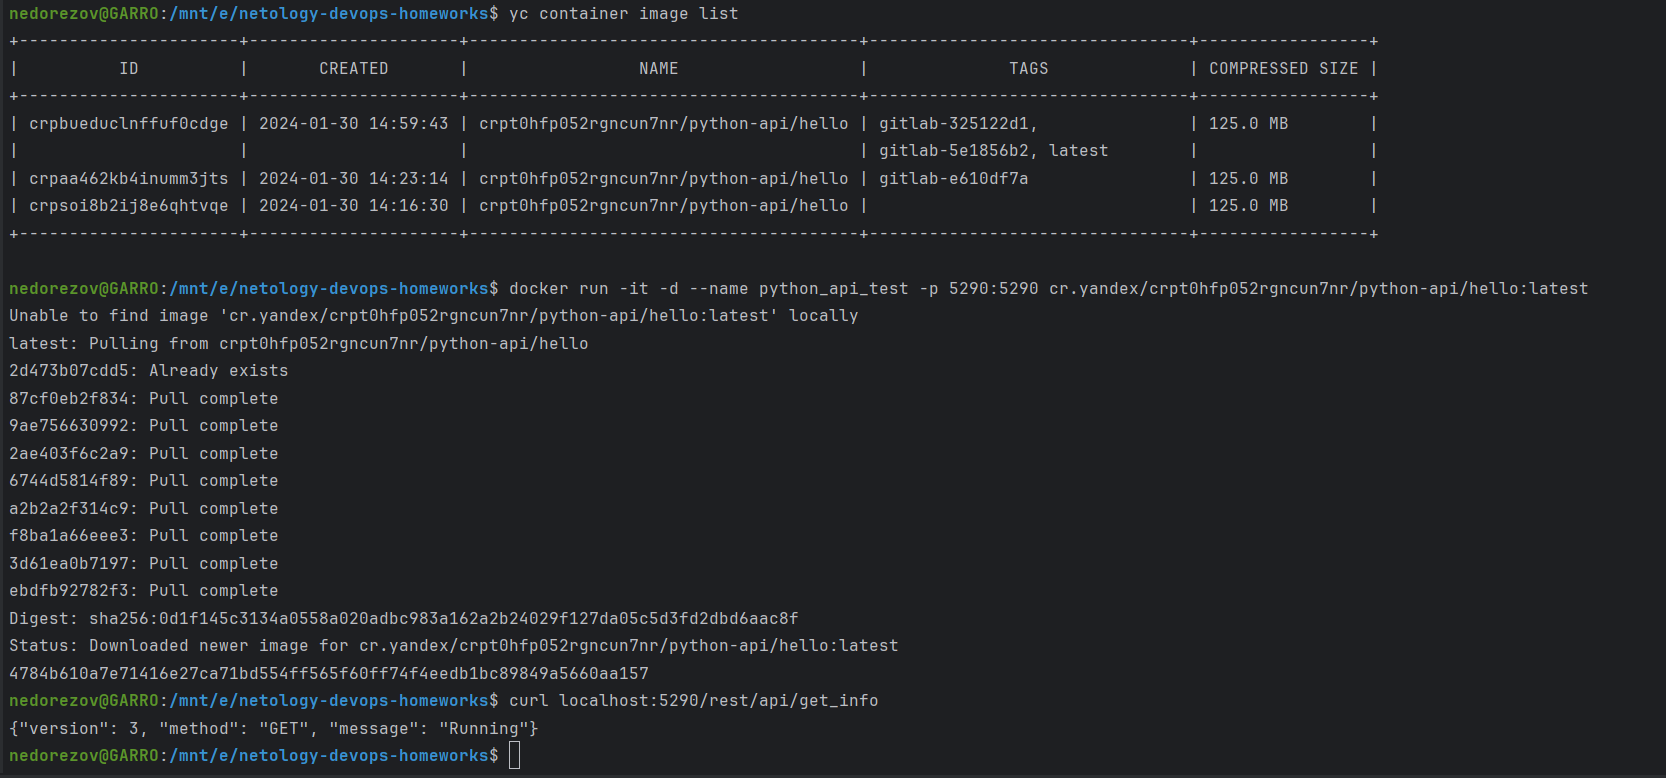 nedorezov@GARRO:/mnt/e/netology-devops-homeworks$ yc container image list
+----------------------+---------------------+---------------------------------------+--------------------------------+-----------------+
|          ID          |       CREATED       |                 NAME                  |              TAGS              | COMPRESSED SIZE |
+----------------------+---------------------+---------------------------------------+--------------------------------+-----------------+
| crpbueduclnffuf0cdge | 2024-01-30 14:59:43 | crpt0hfp052rgncun7nr/python-api/hello | gitlab-325122d1,               | 125.0 MB        |
|                      |                     |                                       | gitlab-5e1856b2, latest        |                 |
| crpaa462kb4inumm3jts | 2024-01-30 14:23:14 | crpt0hfp052rgncun7nr/python-api/hello | gitlab-e610df7a                | 125.0 MB        |
| crpsoi8b2ij8e6qhtvqe | 2024-01-30 14:16:30 | crpt0hfp052rgncun7nr/python-api/hello |                                | 125.0 MB        |
+----------------------+---------------------+---------------------------------------+--------------------------------+-----------------+
nedorezov@GARRO:/mnt/e/netology-devops-homeworks$ docker run -it -d --name python_api_test -p 5290:5290 cr.yandex/crpt0hfp052rgncun7nr/python-api/hello:latest
Unable to find image 'cr.yandex/crpt0hfp052rgncun7nr/python-api/hello:latest' locally
latest: Pulling from crpt0hfp052rgncun7nr/python-api/hello
2d473b07cdd5: Already exists
87cf0eb2f834: Pull complete
9ae756630992: Pull complete
2ae403f6c2a9: Pull complete
6744d5814f89: Pull complete
a2b2a2f314c9: Pull complete
f8ba1a66eee3: Pull complete
3d61ea0b7197: Pull complete
ebdfb92782f3: Pull complete
Digest: sha256:0d1f145c3134a0558a020adbc983a162a2b24029f127da05c5d3fd2dbd6aac8f
Status: Downloaded newer image for cr.yandex/crpt0hfp052rgncun7nr/python-api/hello:latest
4784b610a7e71416e27ca71bd554ff565f60ff74f4eedb1bc89849a5660aa157
nedorezov@GARRO:/mnt/e/netology-devops-homeworks$ curl localhost:5290/rest/api/get_info
{"version": 3, "method": "GET", "message": "Running"}
nedorezov@GARRO:/mnt/e/netology-devops-homeworks$